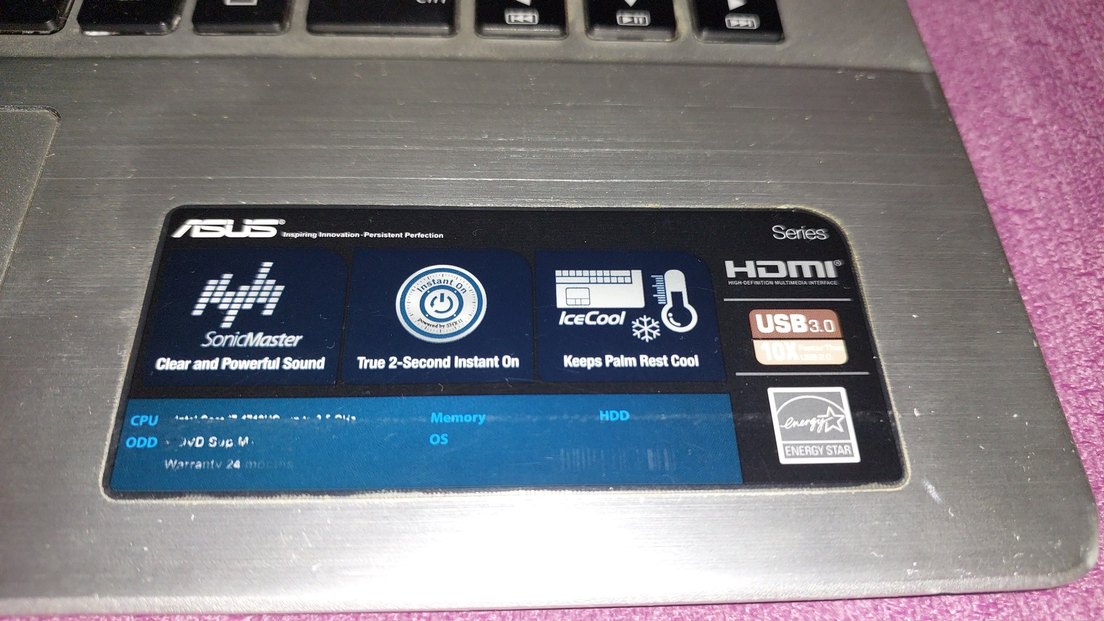 ASUS® Inspiring Innovation · Persistent Perfection
Series
SonicMaster
Clear and Powerful Sound
Instant On
True 2-Second Instant On
IceCool
Keeps Palm Rest Cool
HDMI®
HIGH-DEFINITION MULTIMEDIA INTERFACE
USB 3.0
10X
CPU Intel Core
Memory
HDD
ODD
OS
Warranty 24 months
energy
ENERGY STAR